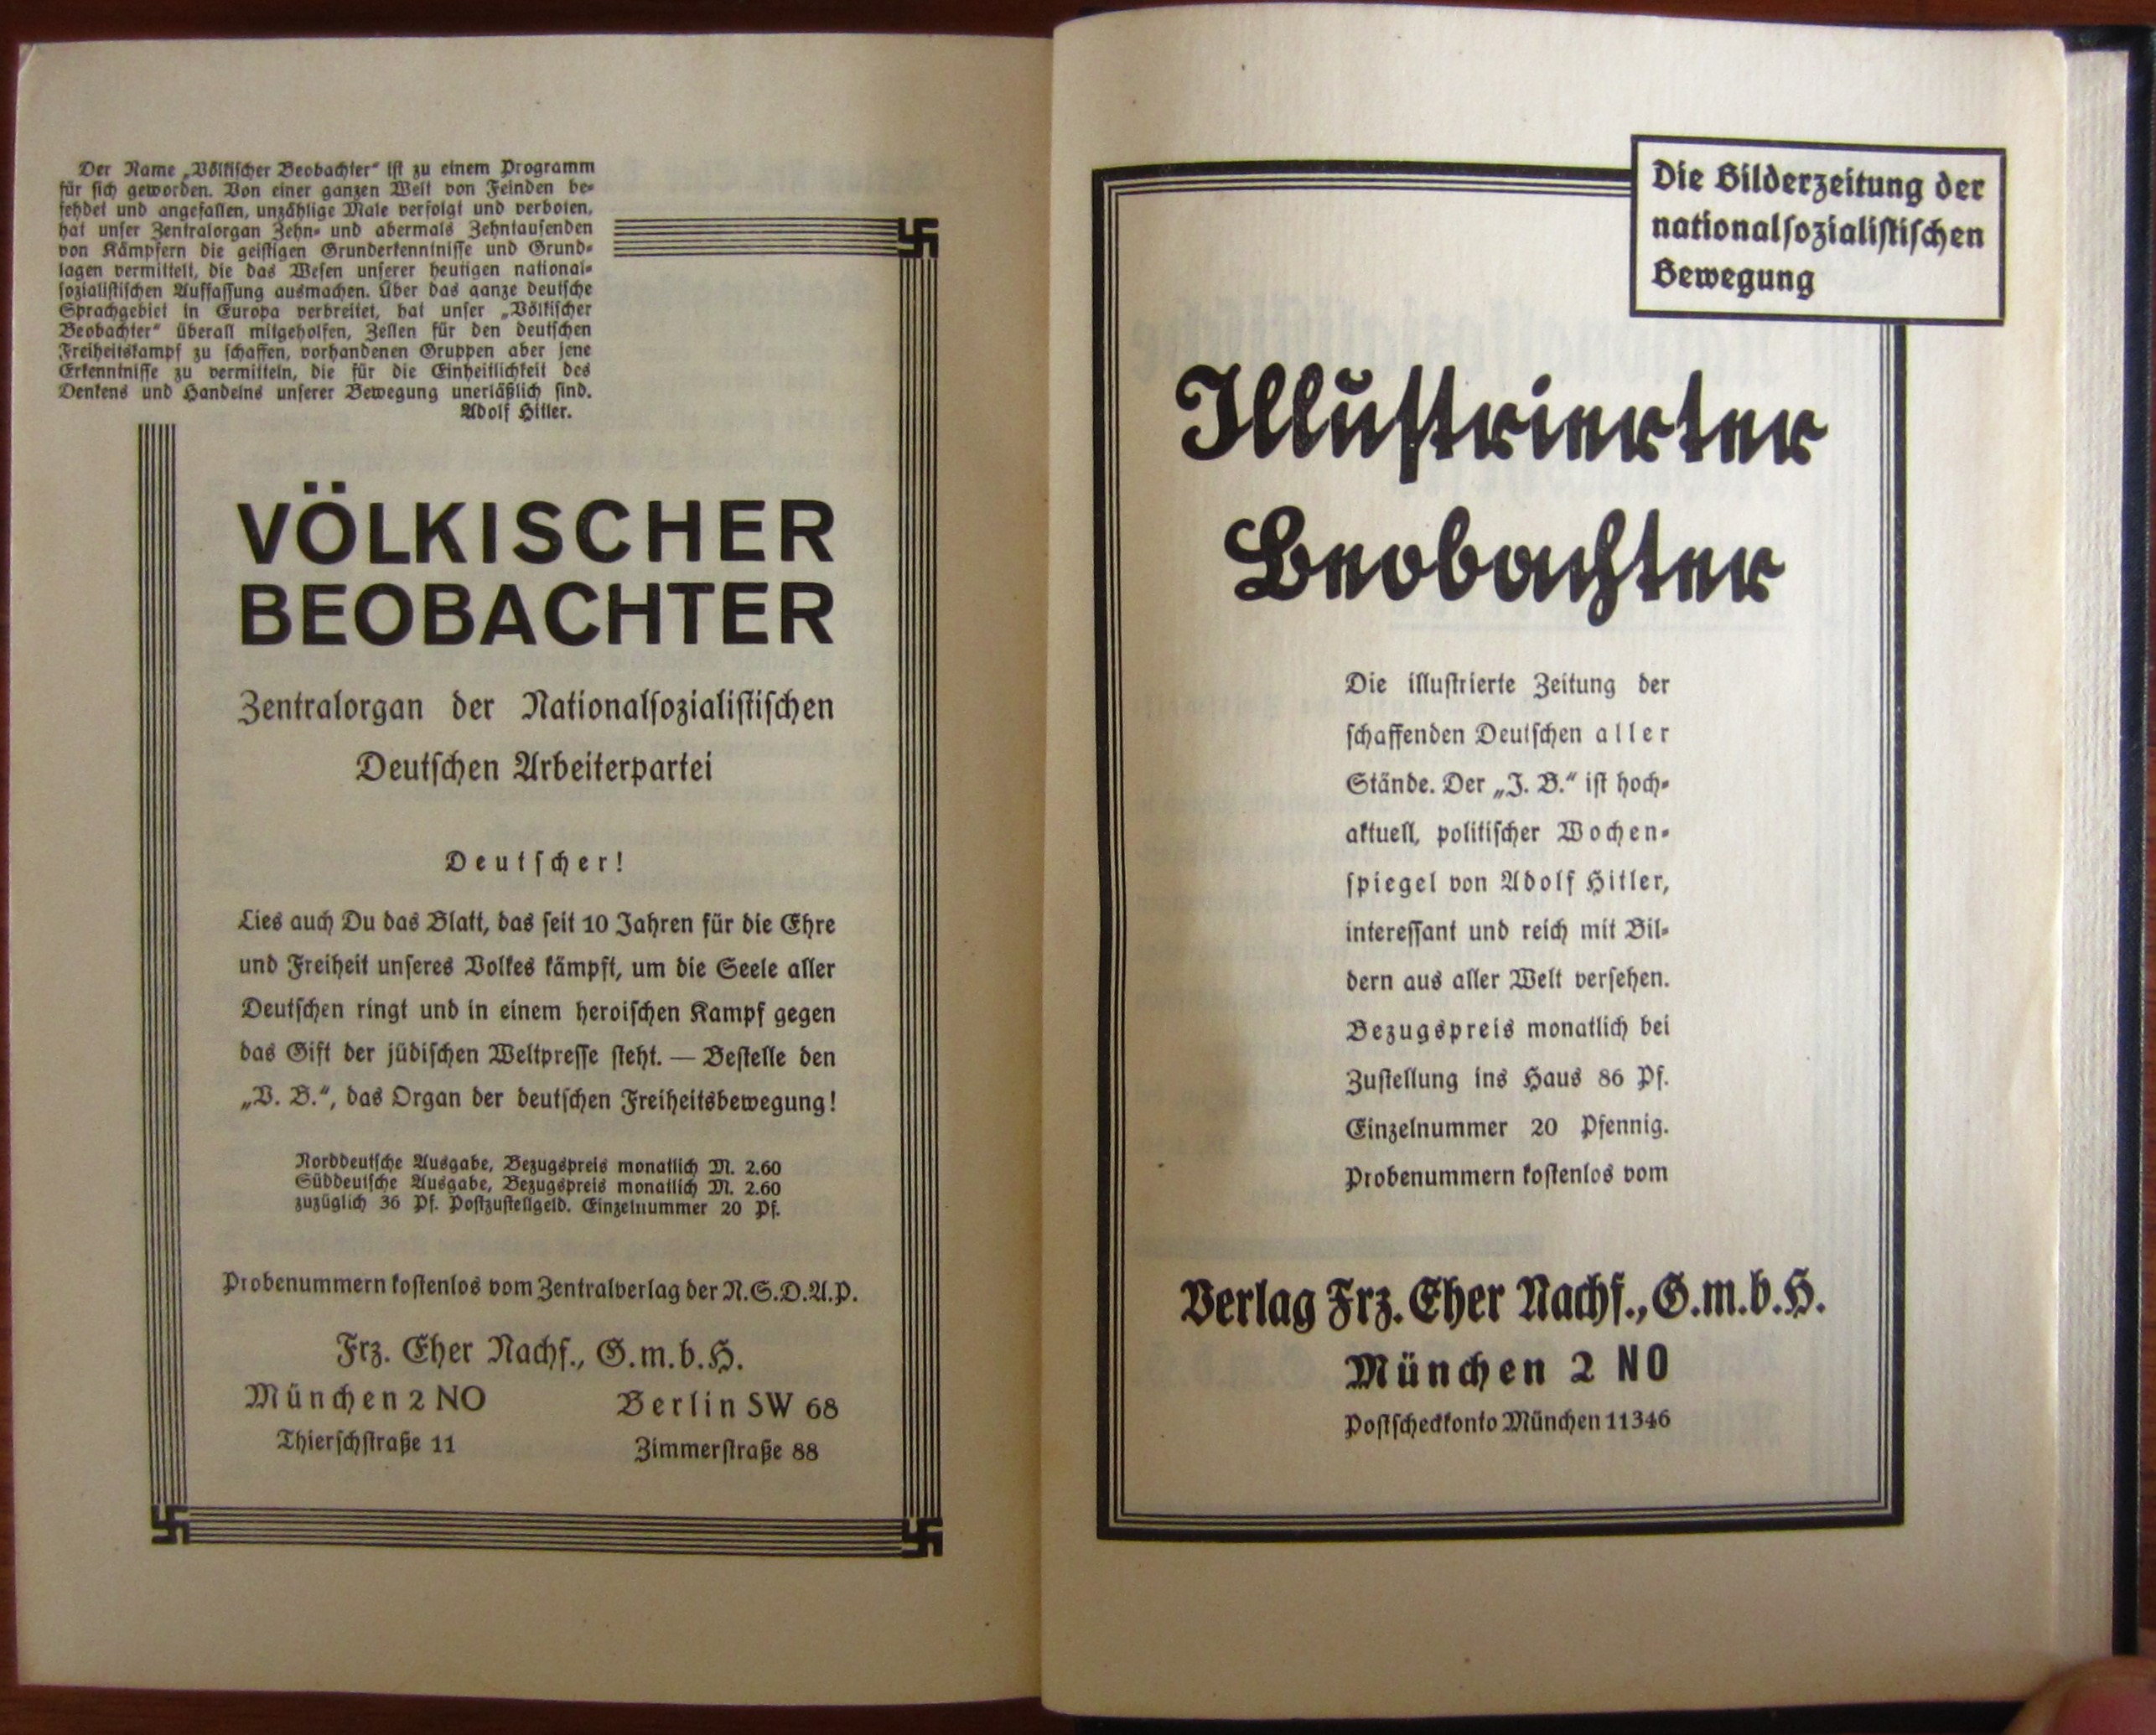 Der Name „Völkischer Beobachter“ ist zu einem Programm
für sich geworden. Von einer ganzen Welt von Feinden be-
fehdet und angefallen, unzählige Male verfolgt und verboten,
hat unser Zentralorgan Zehn- und abermals Zehntausenden
von Kämpfern die geistigen Grunderkenntnisse und Grund-
lagen vermittelt, die das Wesen unserer heutigen national-
sozialistischen Auffassung ausmachen. Über das ganze deutsche
Sprachgebiet in Europa verbreitet, hat unser „Völkischer
Beobachter“ überall mitgeholfen, Zellen für den deutschen
Freiheitskampf zu schaffen, vorhandenen Gruppen aber jene
Erkenntnisse zu vermitteln, die für die Einheitlichkeit des
Denkens und Handelns unserer Bewegung unerläßlich sind.
Adolf Hitler.
VÖLKISCHER
BEOBACHTER
Zentralorgan der Nationalsozialistischen
Deutschen Arbeiterpartei
Deutscher!
Lies auch Du das Blatt, das seit 10 Jahren für die Ehre
und Freiheit unseres Volkes kämpft, um die Seele aller
Deutschen ringt und in einem heroischen Kampf gegen
das Gift der jüdischen Weltpresse steht. — Bestelle den
„V. B.“, das Organ der deutschen Freiheitsbewegung!
Norddeutsche Ausgabe, Bezugspreis monatlich M. 2.60
Süddeutsche Ausgabe, Bezugspreis monatlich M. 2.60
zuzüglich 36 Pf. Postzustellgeld. Einzelnummer 20 Pf.
Probenummern kostenlos vom Zentralverlag der N.S.D.A.P.
Frz. Eher Nachf., G.m.b.H.
München 2 NO Berlin SW 68
Thierschstraße 11 Zimmerstraße 88
Die Bilderzeitung der
nationalsozialistischen
Bewegung
Illustrierter
Beobachter
Die illustrierte Zeitung der
schaffenden Deutschen aller
Stände. Der „J. B.“ ist hoch-
aktuell, politischer Wochen-
spiegel von Adolf Hitler,
interessant und reich mit Bil-
dern aus aller Welt versehen.
Bezugspreis monatlich bei
Zustellung ins Haus 86 Pf.
Einzelnummer 20 Pfennig.
Probenummern kostenlos vom
Verlag Frz. Eher Nachf., G.m.b.H.
München 2 NO
Postscheckkonto München 11346